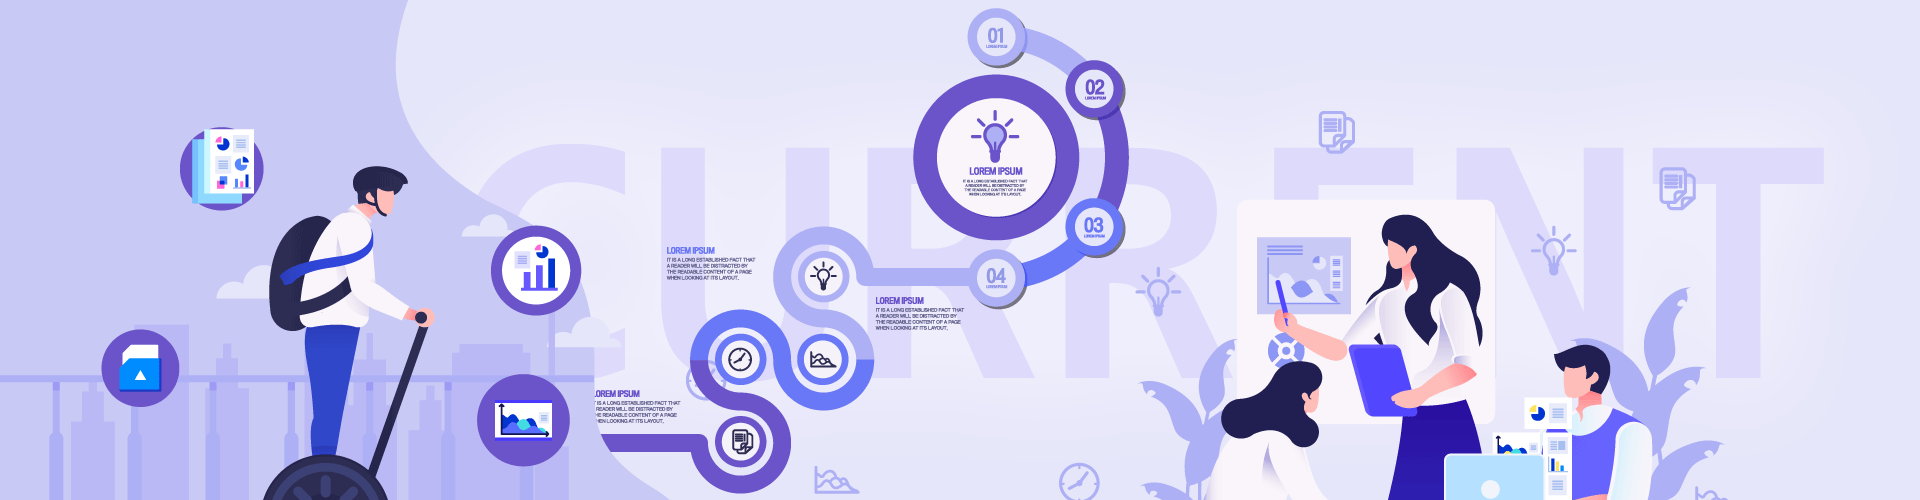 CURRENT
01
LOREM IPSUM
02
LOREM IPSUM
03
LOREM IPSUM
04
LOREM IPSUM
LOREM IPSUM
IT IS A LONG ESTABLISHED FACT THAT
A READER WILL BE DISTRACTED BY
THE READABLE CONTENT OF A PAGE
WHEN LOOKING AT ITS LAYOUT.
LOREM IPSUM
IT IS A LONG ESTABLISHED FACT THAT
A READER WILL BE DISTRACTED BY
THE READABLE CONTENT OF A PAGE
WHEN LOOKING AT ITS LAYOUT.
LOREM IPSUM
IT IS A LONG ESTABLISHED FACT THAT
A READER WILL BE DISTRACTED BY
THE READABLE CONTENT OF A PAGE
WHEN LOOKING AT ITS LAYOUT.
OREM IPSUM
IS A LONG ESTABLISHED FACT THAT
READER WILL BE DISTRACTED BY
HE READABLE CONTENT OF A PAGE
HEN LOOKING AT ITS LAYOUT.